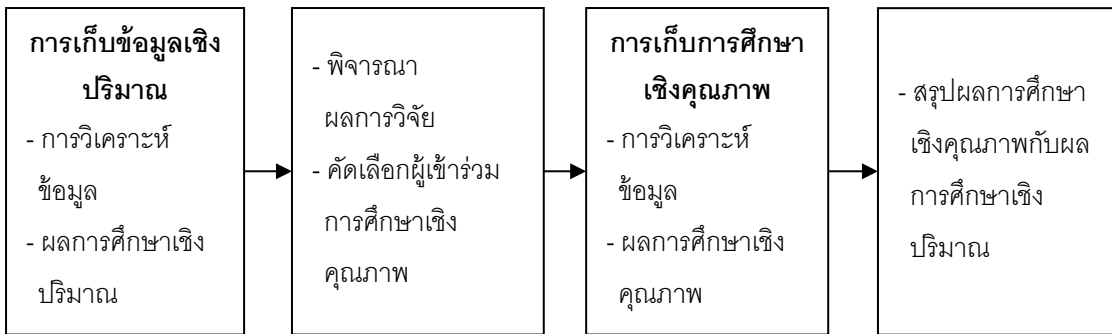 การเก็บข้อมูลเชิง
ปริมาณ
- การวิเคราะห์
ข้อมูล
- ผลการศึกษาเชิง
ปริมาณ
- พิจารณา
ผลการวิจัย
- คัดเลือกผู้เข้าร่วม
การศึกษาเชิง
คุณภาพ
การเก็บการศึกษา
เชิงคุณภาพ
- การวิเคราะห์
ข้อมูล
- ผลการศึกษาเชิง
คุณภาพ
- สรุปผลการศึกษา
เชิงคุณภาพกับผล
การศึกษาเชิง
ปริมาณ